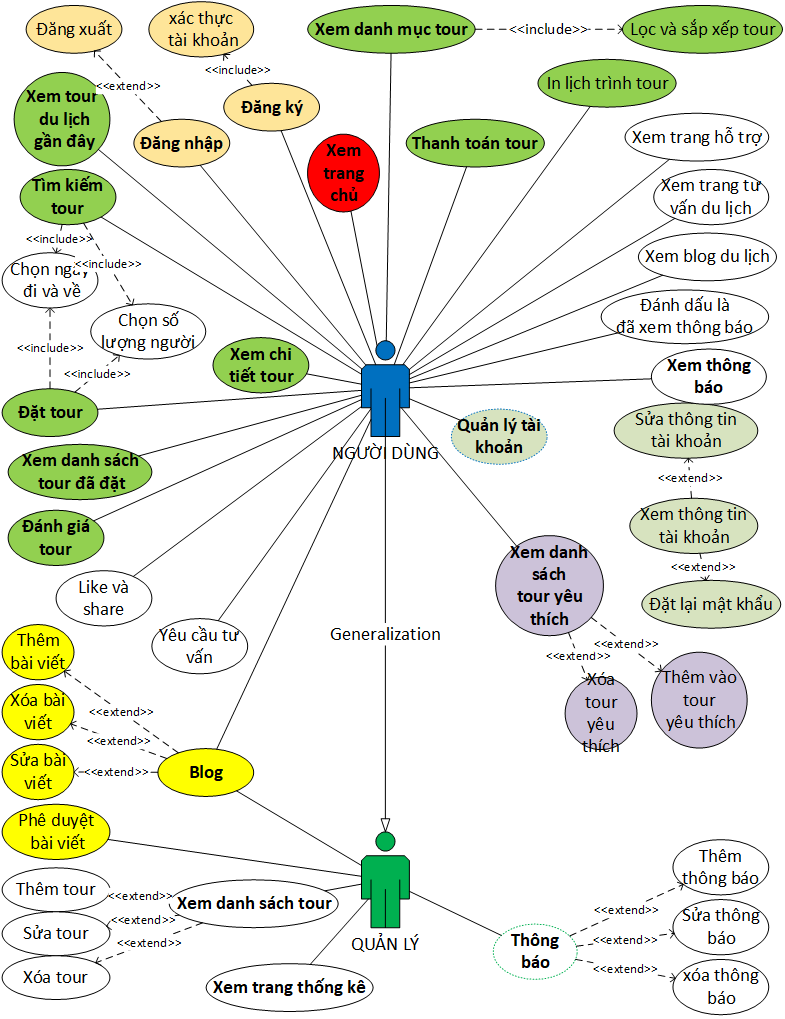 Đăng xuất
xác thực
tài khoản
Xem danh mục tour
<<include>>
Lọc và sắp xếp tour
<<include>>
<<extend>>
Xem tour
du lịch
gần đây
Đăng ký
In lịch trình tour
Đăng nhập
Xem
trang
chủ
Thanh toán tour
Xem trang hỗ trợ
Tìm kiếm
tour
Xem trang tư
vấn du lịch
<<include>>
<<include>>
Chọn ngày
đi và về
Xem blog du lịch
Chọn số
lượng người
Đánh dấu là
đã xem thông báo
<<include>>
<<include>>
Xem chi
tiết tour
Xem thông
báo
Đặt tour
Quản lý tài
khoản
Sửa thông tin
tài khoản
NGƯỜI DÙNG
Xem danh sách
tour đã đặt
<<extend>>
Đánh giá
tour
Xem thông tin
tài khoản
Xem danh
sách
tour yêu
thích
<<extend>>
Like và
share
Đặt lại mật khẩu
Yêu cầu tư
vấn
Generalization
Thêm
bài viết
<<extend>>
<<extend>>
Xóa
tour
yêu
thích
Thêm vào
tour
yêu thích
Xóa bài
viết
<<extend>>
<<extend>>
Sửa bài
viết
<<extend>>
Blog
Phê duyệt
bài viết
Thêm
thông báo
Thêm tour
<<extend>>
Xem danh sách tour
<<extend>>
Sửa tour
<<extend>>
<<extend>>
QUẢN LÝ
Thông
báo
<<extend>>
Sửa thông
báo
Xóa tour
<<extend>>
xóa thông
báo
Xem trang thống kê